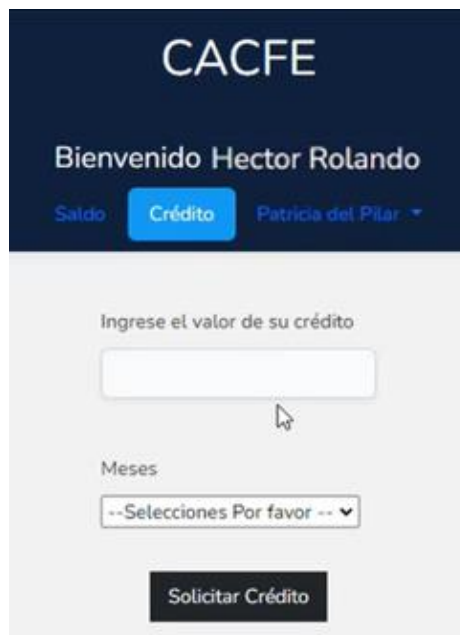 CACFE
Bienvenido Hector Rolando
Saldo Crédito Patricia del Pilar
Ingrese el valor de su crédito
Meses
--Selecciones Por favor --
Solicitar Crédito